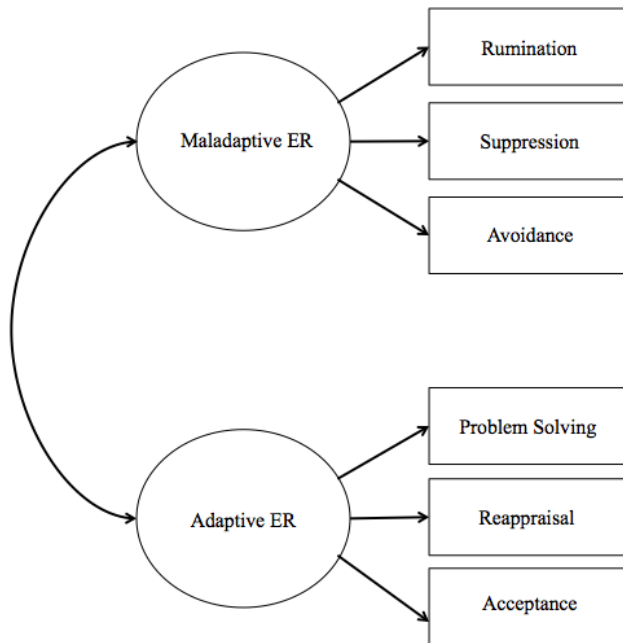 Rumination
Maladaptive ER
Suppression
Avoidance
Problem Solving
Adaptive ER
Reappraisal
Acceptance